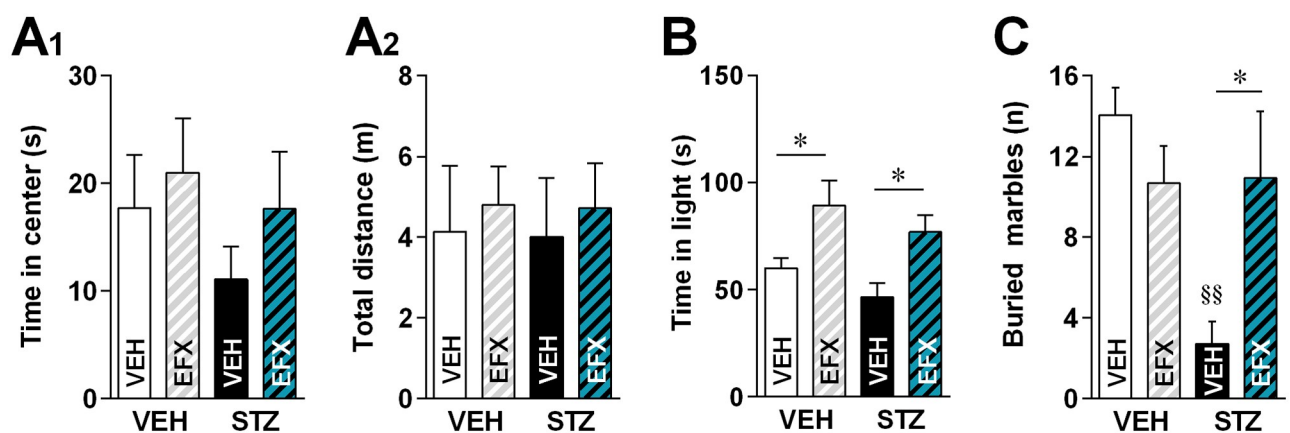 A1
Time in center (s)
30
20
10
0
VEH
EFX
VEH
EFX
VEH
STZ
A2
Total distance (m)
8
6
4
2
0
VEH
EFX
VEH
EFX
VEH
STZ
B
Time in light (s)
150
100
50
0
*
*
VEH
EFX
VEH
EFX
VEH
STZ
C
Buried marbles (n)
16
12
8
4
0
*
§§
VEH
EFX
VEH
EFX
VEH
STZ